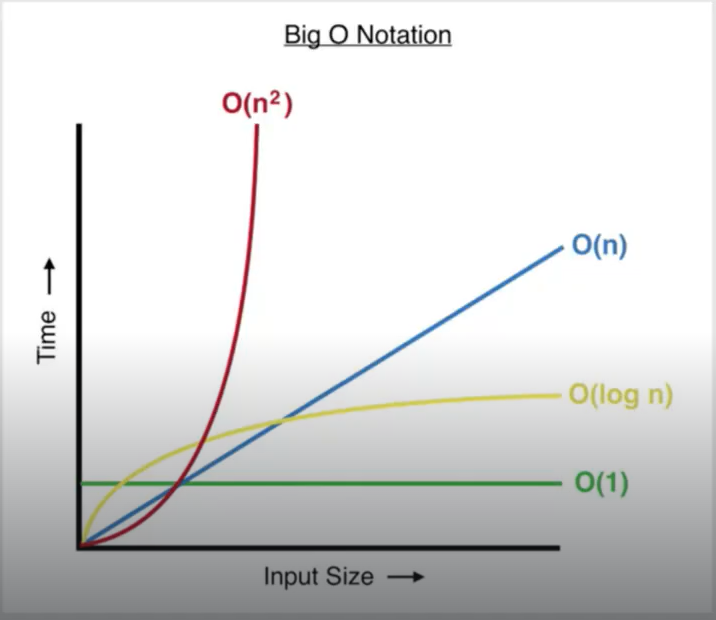 Big O Notation
O(n²)
O(n)
Time →
O(log n)
O(1)
Input Size →